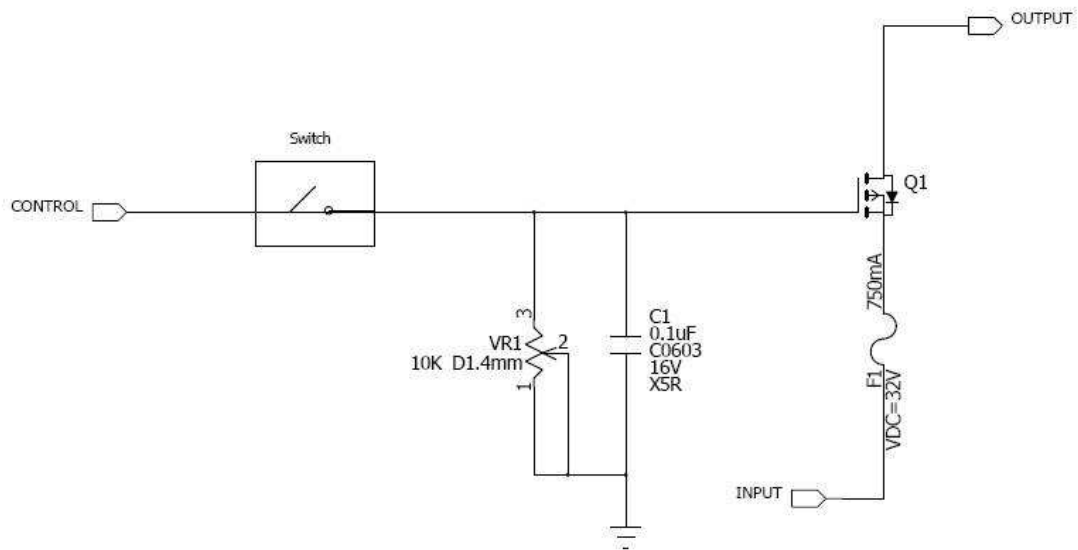 OUTPUT
Switch
Q1
CONTROL
750mA
3
C1
VR1
2
0.1uF
10K D1.4mm
C0603
16V
1
X5R
F1
VDC=32V
INPUT